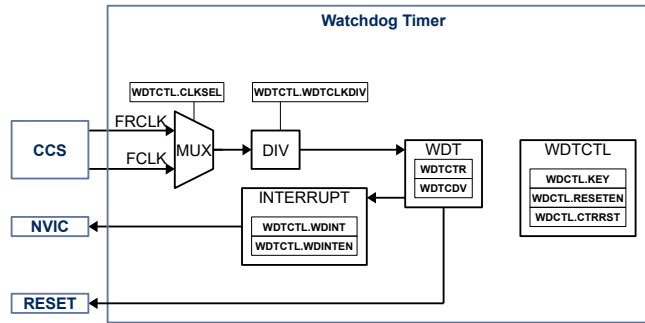 Watchdog Timer
WDTCTL.CLKSEL
WDTCTL.WDTCLKDIV
CCS
FRCLK
FCLK
MUX
DIV
WDT
WDTCTR
WDTCDV
WDTCTL
WDCTL.KEY
WDCTL.RESETEN
WDCTL.CTRRST
INTERRUPT
WDTCTL.WDINT
WDTCTL.WDINTEN
NVIC
RESET